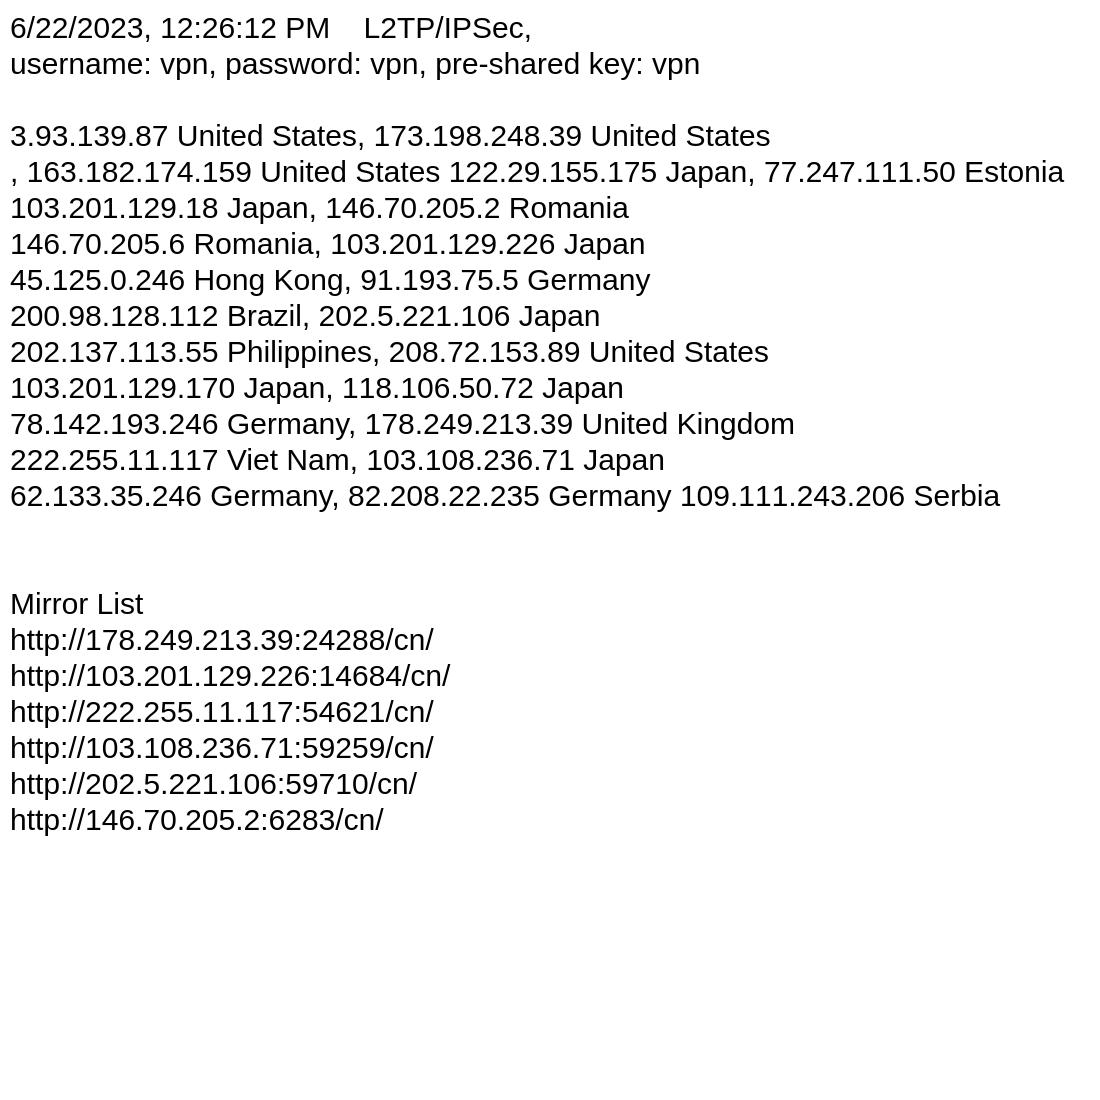 6/22/2023, 12:26:12 PM    L2TP/IPSec,
username: vpn, password: vpn, pre-shared key: vpn
3.93.139.87 United States, 173.198.248.39 United States
, 163.182.174.159 United States 122.29.155.175 Japan, 77.247.111.50 Estonia
103.201.129.18 Japan, 146.70.205.2 Romania
146.70.205.6 Romania, 103.201.129.226 Japan
45.125.0.246 Hong Kong, 91.193.75.5 Germany
200.98.128.112 Brazil, 202.5.221.106 Japan
202.137.113.55 Philippines, 208.72.153.89 United States
103.201.129.170 Japan, 118.106.50.72 Japan
78.142.193.246 Germany, 178.249.213.39 United Kingdom
222.255.11.117 Viet Nam, 103.108.236.71 Japan
62.133.35.246 Germany, 82.208.22.235 Germany 109.111.243.206 Serbia
Mirror List
http://178.249.213.39:24288/cn/
http://103.201.129.226:14684/cn/
http://222.255.11.117:54621/cn/
http://103.108.236.71:59259/cn/
http://202.5.221.106:59710/cn/
http://146.70.205.2:6283/cn/